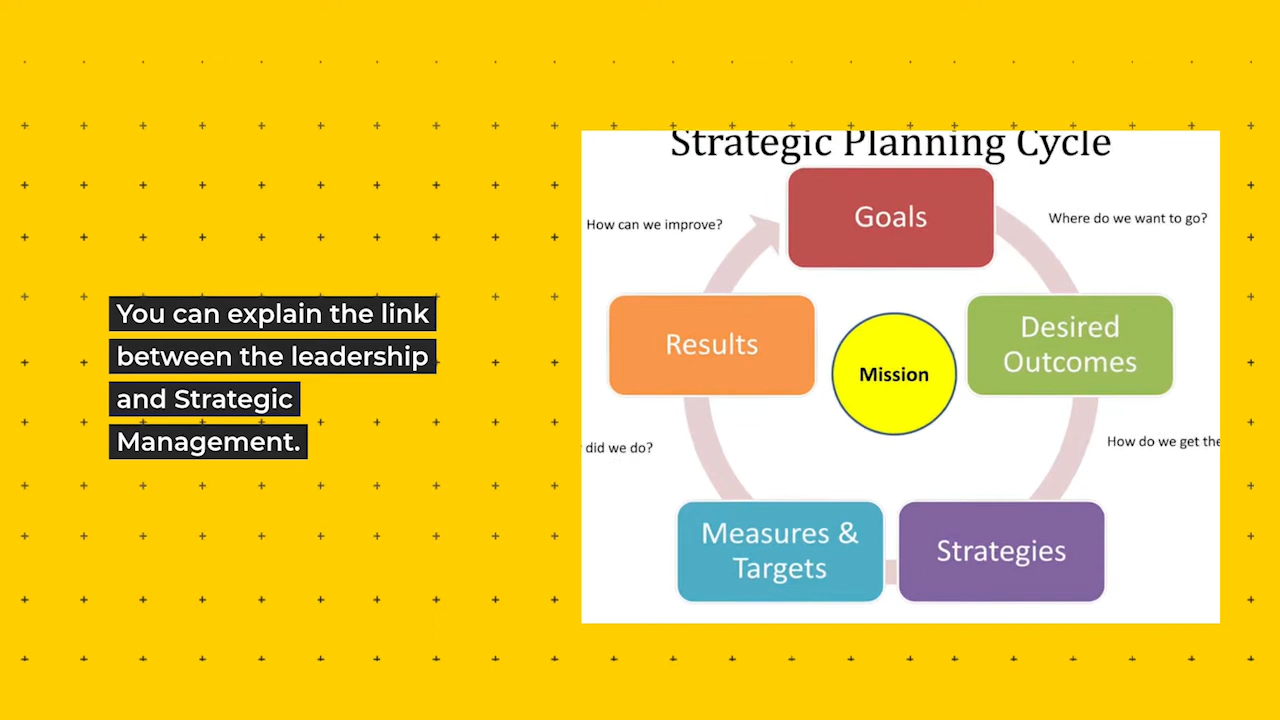 You can explain the link
between the leadership
and Strategic
Management.
Strategic Planning Cycle
Goals
How can we improve?
Where do we want to go?
Results
Mission
Desired
Outcomes
did we do?
How do we get
Measures &
Targets
Strategies